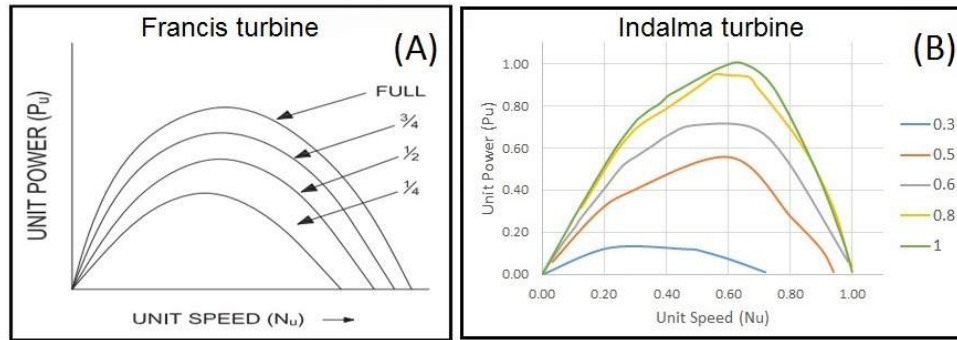 Francis turbine
(A)
UNIT POWER (Pu)
FULL
¾
½
¼
UNIT SPEED (Nu)
Indalma turbine
(B)
Unit Power (Pu)
1.00
0.80
0.60
0.40
0.20
0.00
0.00 0.20 0.40 0.60 0.80 1.00
Unit Speed (Nu)
0.3
0.5
0.6
0.8
1